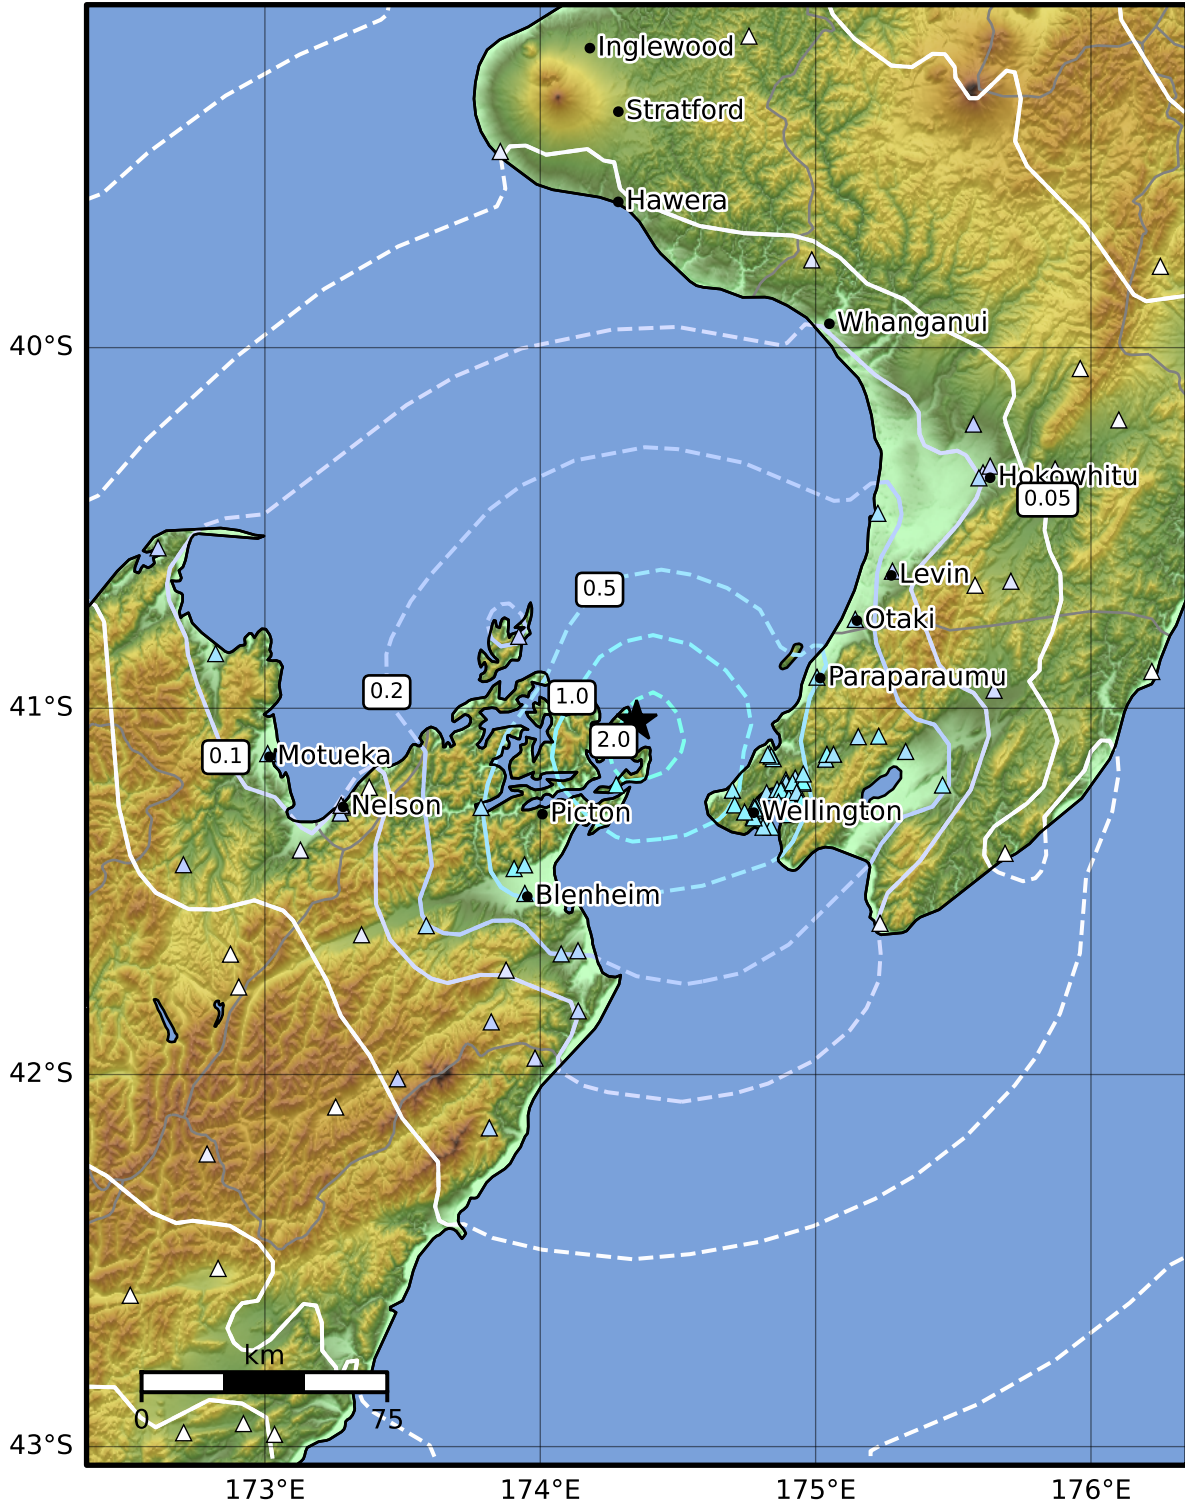 Inglewood
Stratford
Hawera
Whanganui
40°S
Hokowhitu
0.05
Levin
0.5
Otaki
Paraparaumu
0.2
1.0
41°S
2.0
0.1
Motueka
Nelson
Picton
Wellington
Blenheim
42°S
km
0 75
43°S
173°E 174°E 175°E 176°E